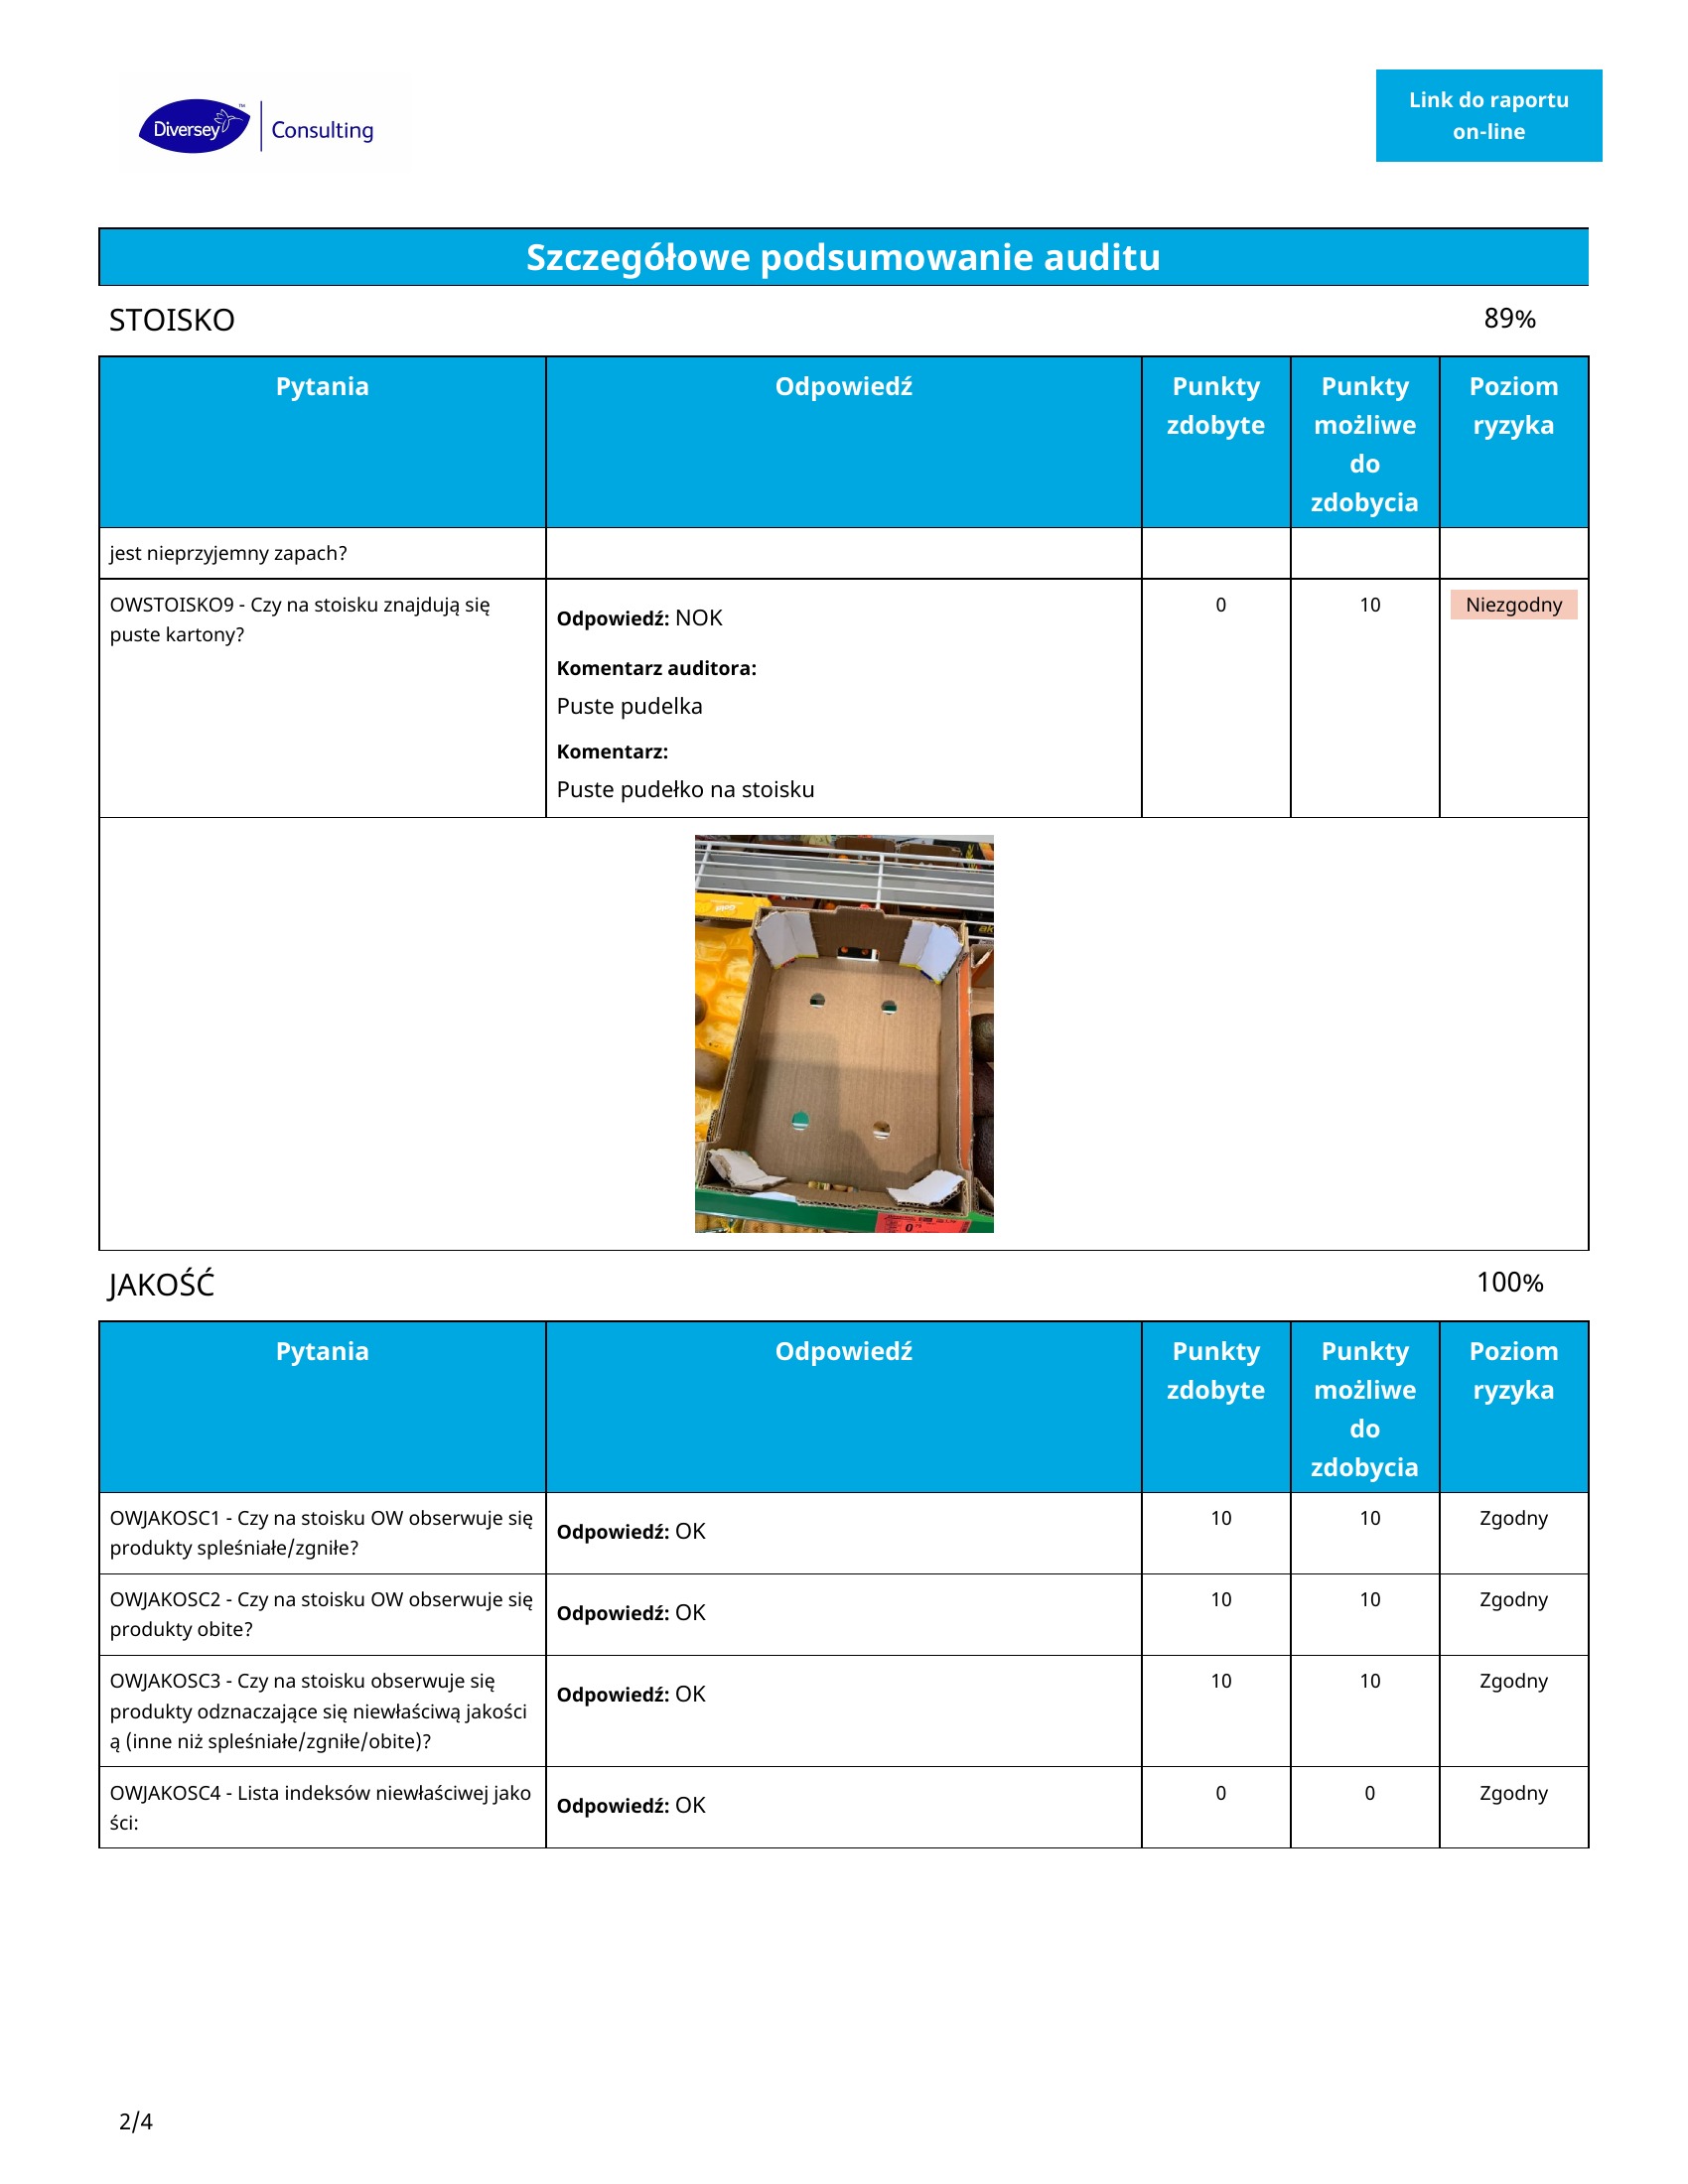 Diversey
TM
Consulting
Link do raportu
on-line
Szczegółowe podsumowanie auditu
STOISKO
89%
Pytania
Odpowiedź
Punkty
zdobyte
Punkty
możliwe
do
zdobycia
Poziom
ryzyka
jest nieprzyjemny zapach?
OWSTOISKO9 - Czy na stoisku znajdują się
puste kartony?
Odpowiedź: NOK
Komentarz auditora:
Puste pudelka
Komentarz:
Puste pudełko na stoisku
0
10
Niezgodny
JAKOŚĆ
100%
Pytania
Odpowiedź
Punkty
zdobyte
Punkty
możliwe
do
zdobycia
Poziom
ryzyka
OWJAKOSC1 - Czy na stoisku OW obserwuje się
produkty spleśniałe/zgniłe?
Odpowiedź: OK
10
10
Zgodny
OWJAKOSC2 - Czy na stoisku OW obserwuje się
produkty obite?
Odpowiedź: OK
10
10
Zgodny
OWJAKOSC3 - Czy na stoisku obserwuje się
produkty odznaczające się niewłaściwą jakości
ą (inne niż spleśniałe/zgniłe/obite)?
Odpowiedź: OK
10
10
Zgodny
OWJAKOSC4 - Lista indeksów niewłaściwej jako
ści:
Odpowiedź: OK
0
0
Zgodny
2/4